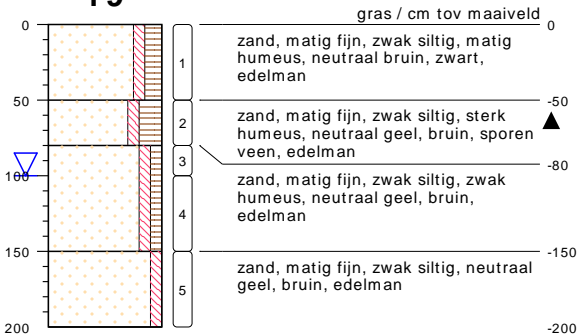 gras / cm tov maaiveld
0
0
zand, matig fijn, zwak siltig, matig
humeus, neutraal bruin, zwart,
edelman
1
50
-50
zand, matig fijn, zwak siltig, sterk
humeus, neutraal geel, bruin, sporen
veen, edelman
2
-80
3
100
zand, matig fijn, zwak siltig, zwak
humeus, neutraal geel, bruin,
edelman
4
150
-150
zand, matig fijn, zwak siltig, neutraal
geel, bruin, edelman
5
200
-200